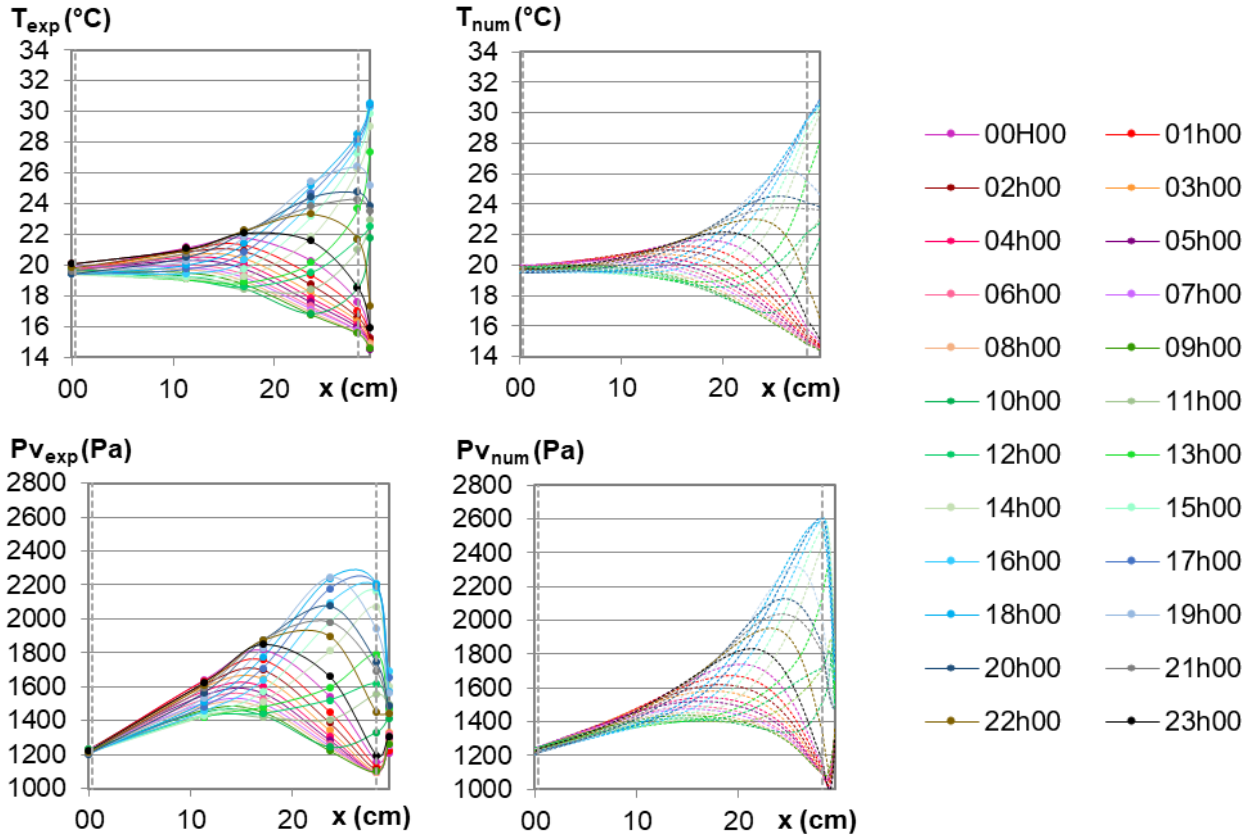 T_exp (°C)
T_num (°C)
34
32
30
28
26
24
22
20
18
16
14
00
10
20
x (cm)
34
32
30
28
26
24
22
20
18
16
14
00
10
20
x (cm)
Pv_exp (Pa)
Pv_num (Pa)
2800
2600
2400
2200
2000
1800
1600
1400
1200
1000
00
10
20
x (cm)
2800
2600
2400
2200
2000
1800
1600
1400
1200
1000
00
10
20
x (cm)
00H00
01h00
02h00
03h00
04h00
05h00
06h00
07h00
08h00
09h00
10h00
11h00
12h00
13h00
14h00
15h00
16h00
17h00
18h00
19h00
20h00
21h00
22h00
23h00